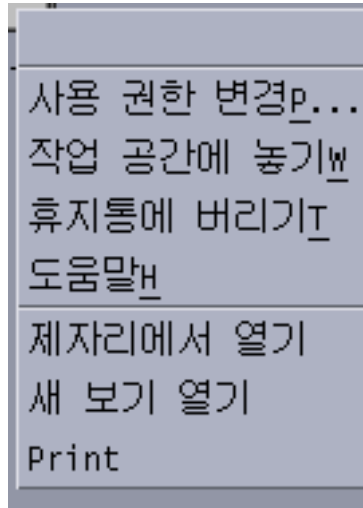 사용 권한 변경P...
작업 공간에 놓기W
휴지통에 버리기T
도움말H
제자리에서 열기
새 보기 열기
Print